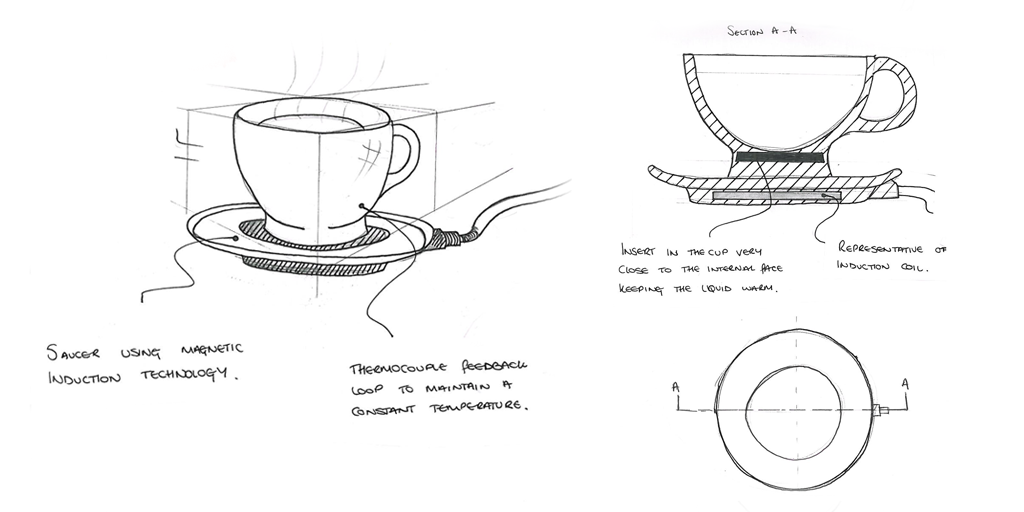 SECTION A-A
INSERT IN THE CUP VERY
CLOSE TO THE INTERNAL FACE
KEEPING THE LIQUID WARM.
REPRESENTATIVE OF
INDUCTION COIL.
SAUCER USING MAGNETIC
INDUCTION TECHNOLOGY.
THERMOCOUPLE FEEDBACK
LOOP TO MAINTAIN A
CONSTANT TEMPERATURE.
A
A